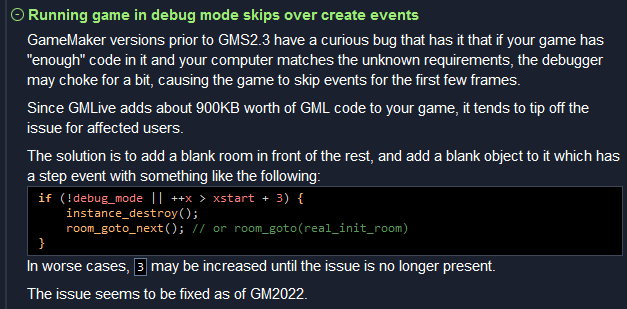 Running game in debug mode skips over create events
GameMaker versions prior to GMS2.3 have a curious bug that has it that if your game has
"enough" code in it and your computer matches the unknown requirements, the debugger
may choke for a bit, causing the game to skip events for the first few frames.
Since GMLive adds about 900KB worth of GML code to your game, it tends to tip off the
issue for affected users.
The solution is to add a blank room in front of the rest, and add a blank object to it which has
a step event with something like the following:
if (!debug_mode || ++x > xstart + 3) {
    instance_destroy();
    room_goto_next(); // or room_goto(real_init_room)
}
In worse cases, 3 may be increased until the issue is no longer present.
The issue seems to be fixed as of GM2022.